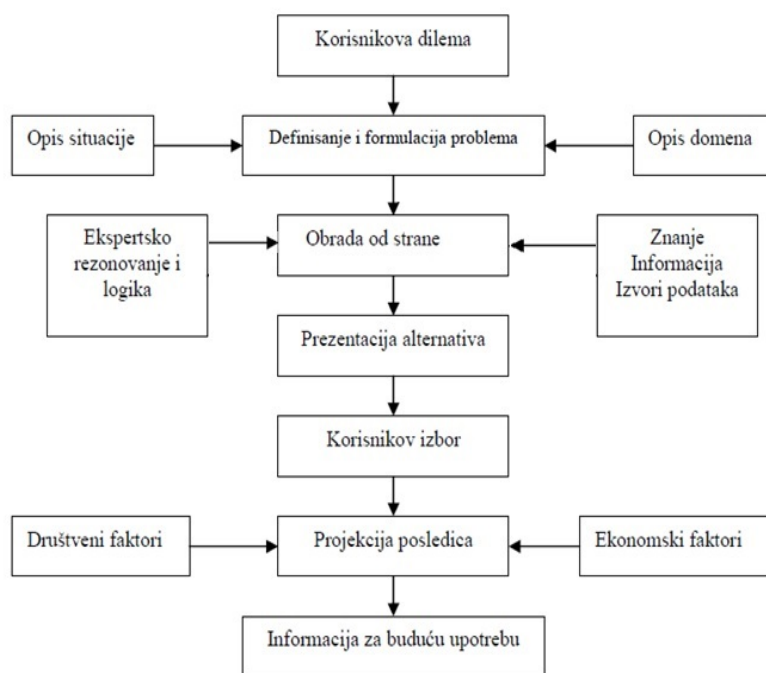 Korisnikova dilema
Opis situacije
Definisanje i formulacija problema
Opis domena
Ekspertsko
rezonovanje i
logika
Obrada od strane
Znanje
Informacija
Izvori podataka
Prezentacija alternativa
Korisnikov izbor
Društveni faktori
Projekcija posledica
Ekonomski faktori
Informacija za buduću upotrebu